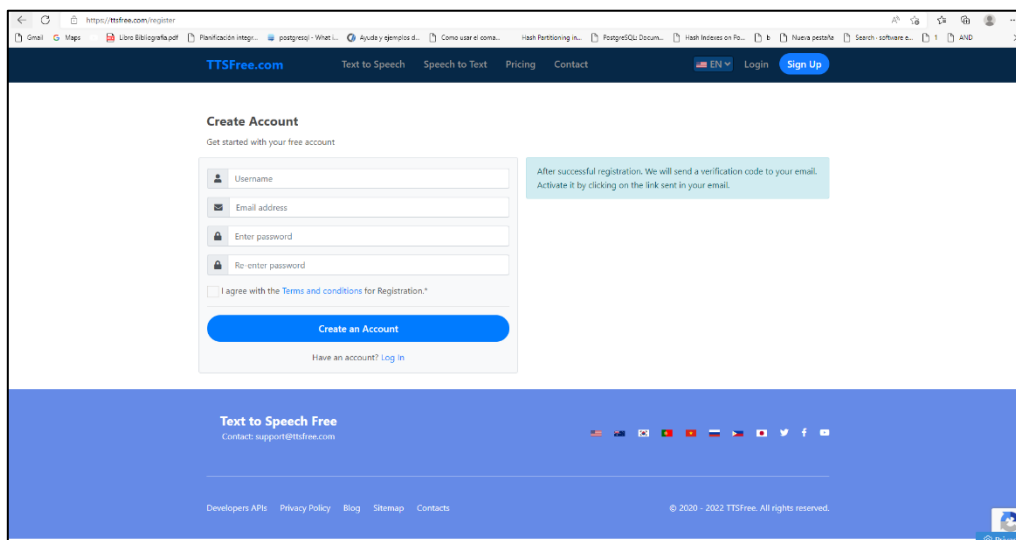 https://ttsfree.com/register
Gmail
Maps
Libro Bibliografia.pdf
Planificación integr...
postgresql - What i...
Ayuda y ejemplos d...
Como usar el coma...
Hash Partitioning in...
PostgreSQL: Docum...
Hash Indexes on Po...
b
Nueva pestaña
Search - software e...
1
AND
TTSFree.com
Text to Speech
Speech to Text
Pricing
Contact
EN
Login
Sign Up
Create Account
Get started with your free account
Username
Email address
Enter password
Re-enter password
I agree with the Terms and conditions for Registration.*
Create an Account
Have an account? Log In
After successful registration. We will send a verification code to your email.
Activate it by clicking on the link sent in your email.
Text to Speech Free
Contact: support@ttsfree.com
Developers APIs
Privacy Policy
Blog
Sitemap
Contacts
© 2020 - 2022 TTSFree. All rights reserved.